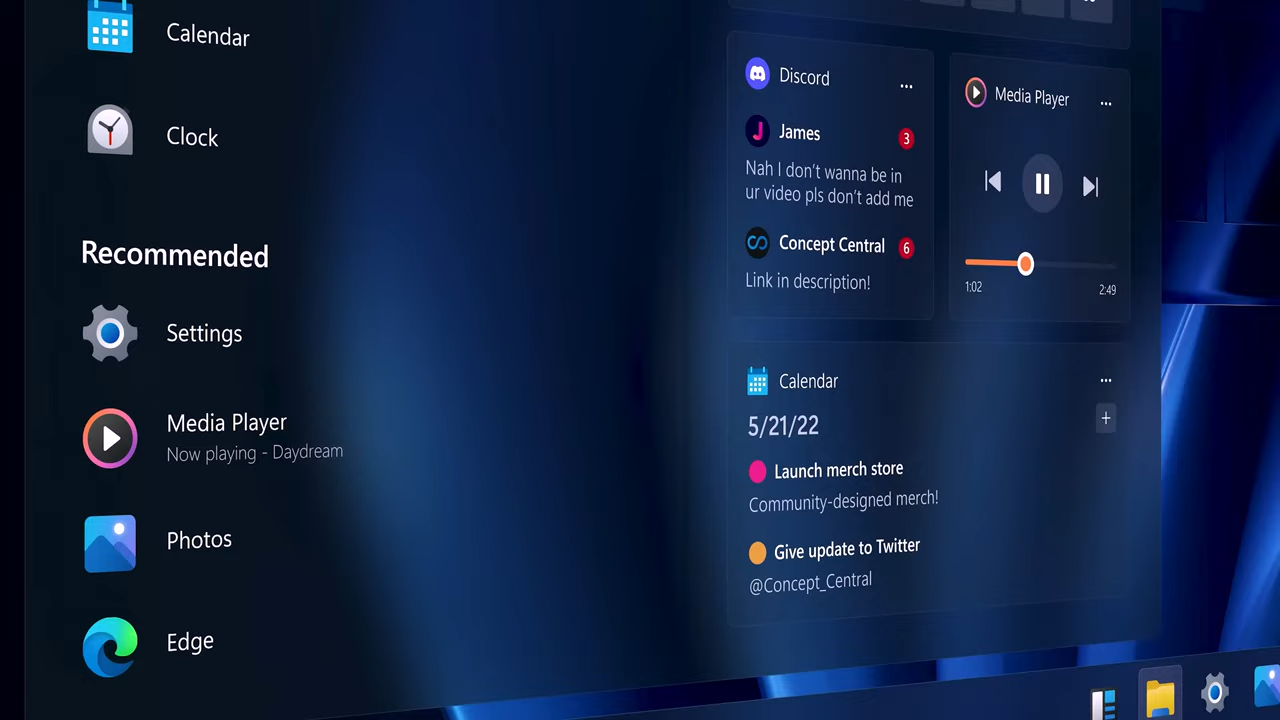 Calendar
Clock
Recommended
Settings
Media Player
Now playing - Daydream
Photos
Edge
Discord
James
3
Nah I don't wanna be in
ur video pls don't add me
Concept Central
6
Link in description!
Media Player
1:02
2:49
Calendar
5/21/22
Launch merch store
Community-designed merch!
Give update to Twitter
@Concept_Central